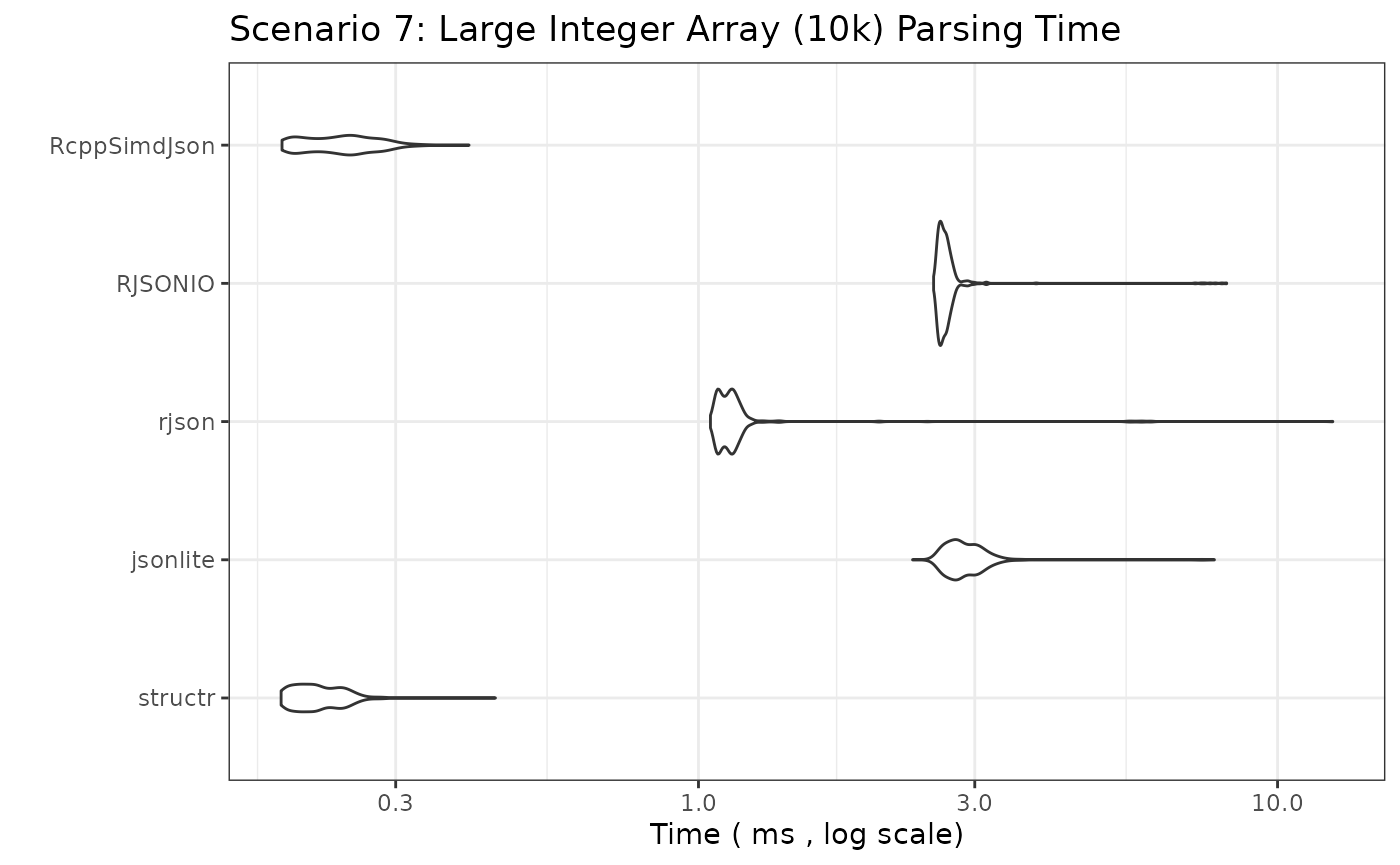 Scenario 7: Large Integer Array (10k) Parsing Time
RcppSimdJson
RJSONIO
rjson
jsonlite
structr
0.3 1.0 3.0 10.0
Time ( ms , log scale)